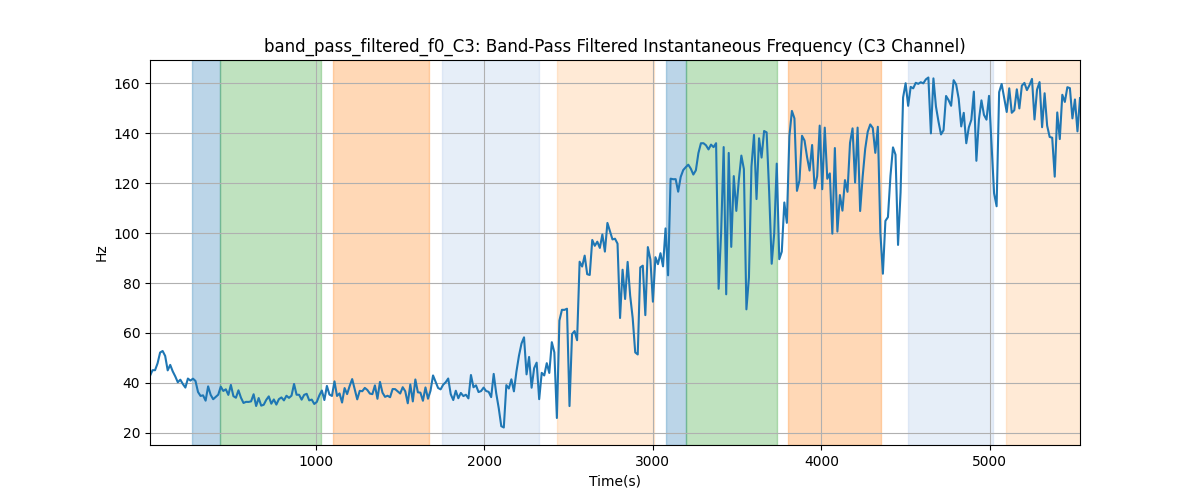 band_pass_filtered_f0_C3: Band-Pass Filtered Instantaneous Frequency (C3 Channel)
160
140
120
100
80
60
40
20
Hz
1000 2000 3000 4000 5000
Time(s)